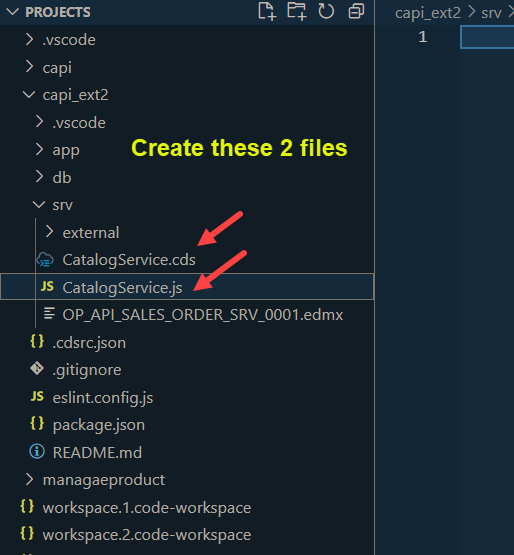 PROJECTS
.vscode
capi
capi_ext2
.vscode
app
Create these 2 files
db
srv
external
CatalogService.cds
JS CatalogService.js
OP_API_SALES_ORDER_SRV_0001.edmx
{} .cdsrc.json
.gitignore
JS eslint.config.js
{} package.json
README.md
managaeproduct
{} workspace.1.code-workspace
{} workspace.2.code-workspace
capi_ext2 > srv >
1